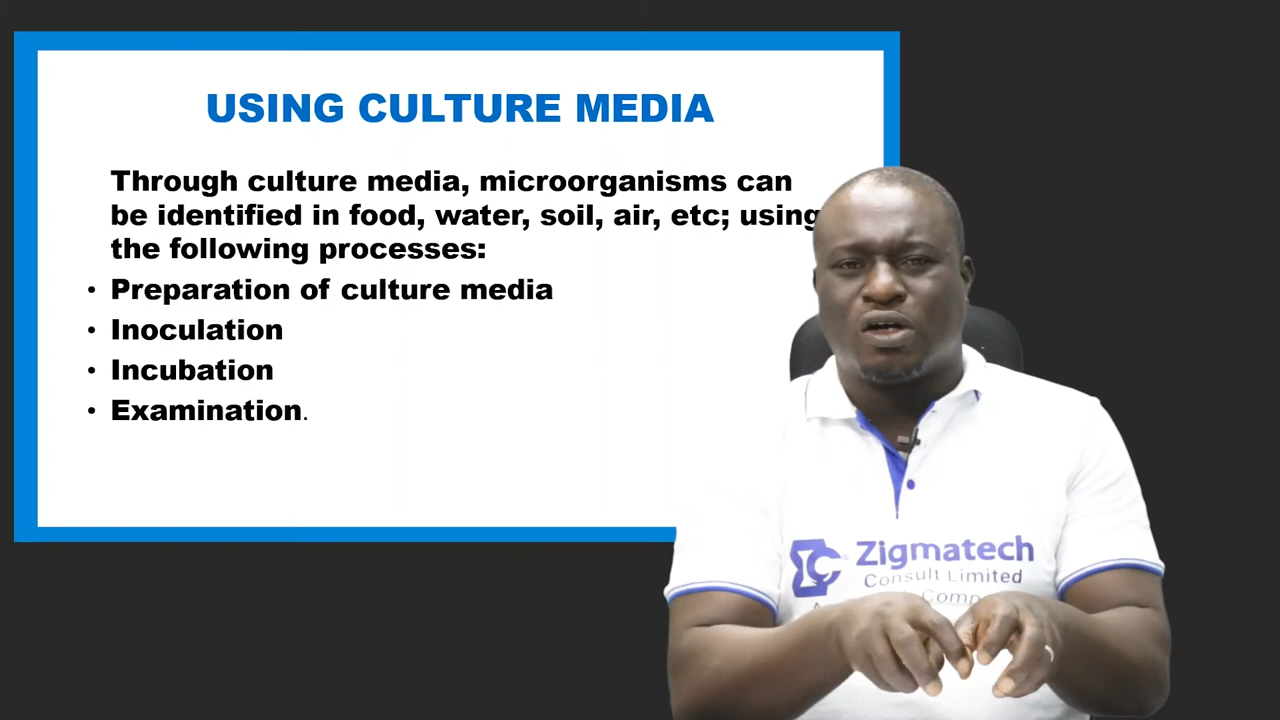 USING CULTURE MEDIA
Through culture media, microorganisms can
be identified in food, water, soil, air, etc; using
the following processes:
• Preparation of culture media
• Inoculation
• Incubation
• Examination.
Zigmatech
Consult Limited